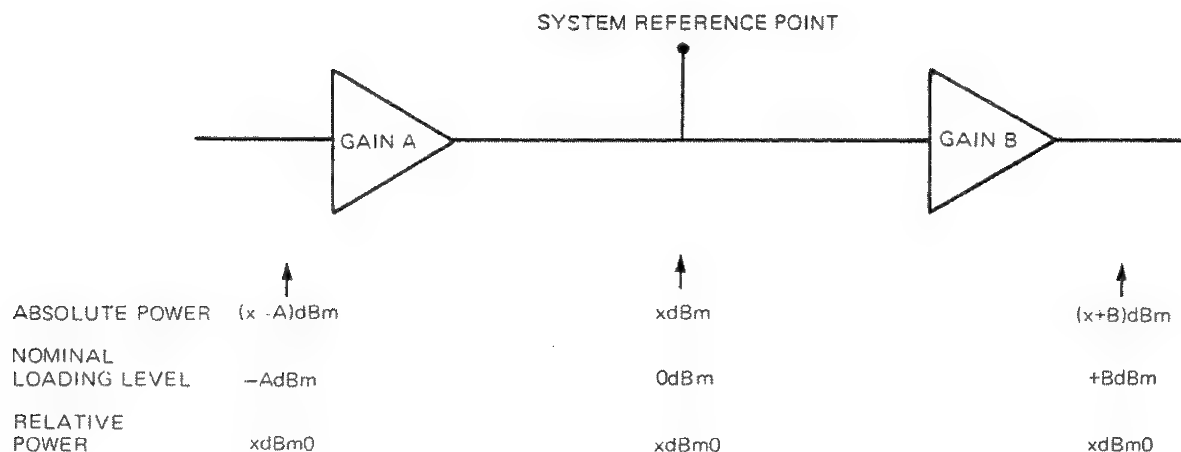 SYSTEM REFERENCE POINT
GAIN A
GAIN B
ABSOLUTE POWER (x -A)dBm xdBm (x+B)dBm
NOMINAL
LOADING LEVEL -AdBm 0dBm +BdBm
RELATIVE
POWER xdBm0 xdBm0 xdBm0